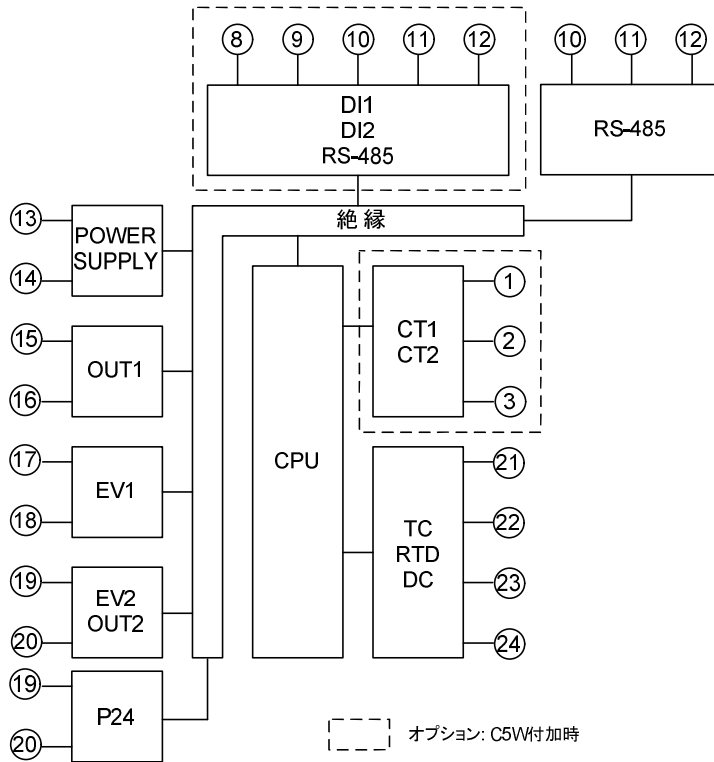 ⑧ ⑨ ⑩ ⑪ ⑫
DI1
DI2
RS-485
⑩ ⑪ ⑫
RS-485
絶縁
⑬
⑭
POWER
SUPPLY
⑮
⑯
OUT1
⑰
⑱
EV1
⑲
⑳
EV2
OUT2
⑲
⑳
P24
CPU
CT1
CT2
①
②
③
TC
RTD
DC
㉑
㉒
㉓
㉔
オプション: C5W付加時